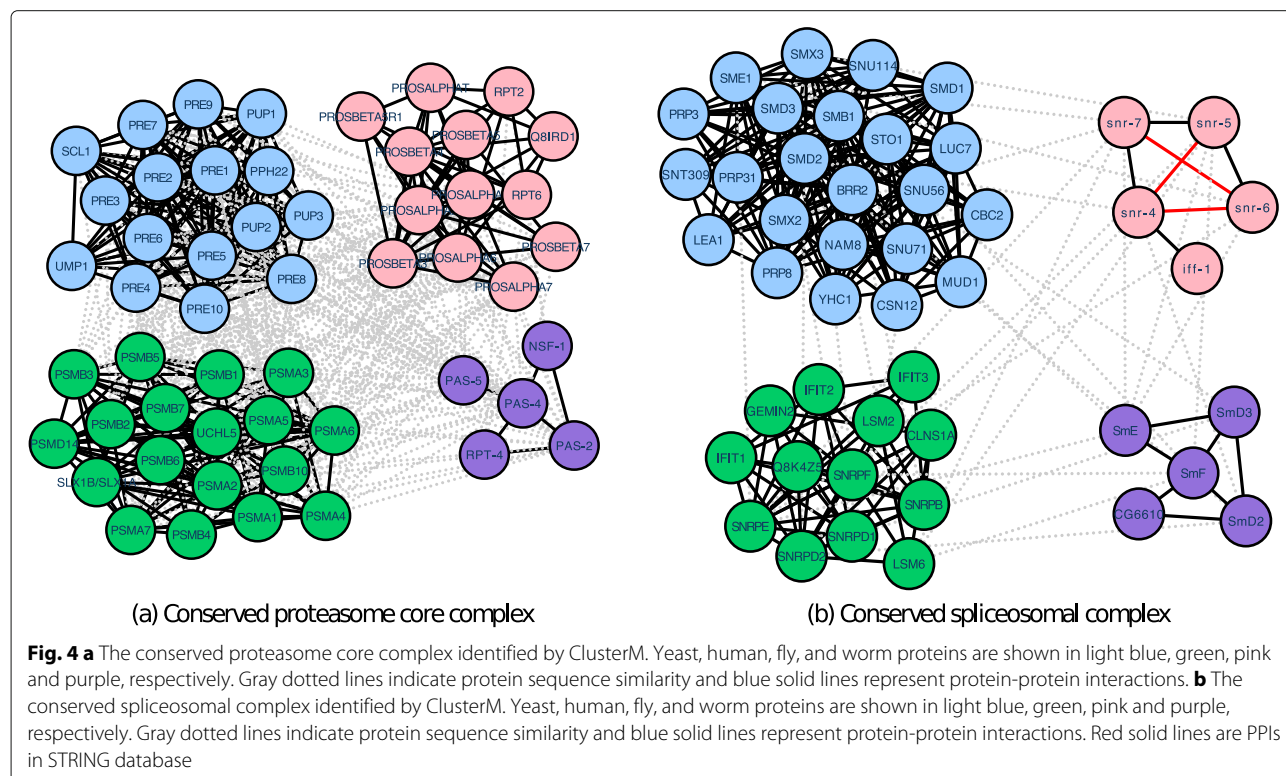 PRE9
PUP1
PRE7
SCL1
PRE2
PRE1
PPH22
PRE3
PUP3
PRE6
PUP2
PRE5
UMP1
PRE4
PRE8
PRE10
PROSALPHAT
RPT2
PROSBETA5R1
Q8IRD1
RPT6
PROSBETA7
PROSALPHA7
PSMB5
PSMB3
PSMB1
PSMA3
PSMB7
PSMB2
PSMA5
UCHL5
PSMA6
PSMD14
PSMB6
PSMB10
PSMA2
PSMA7
PSMB4
PSMA1
PSMA4
NSF-1
PAS-5
PAS-4
RPT-4
PAS-2
(a) Conserved proteasome core complex
SMX3
SNU114
SME1
SMD1
PRP3
SMD3
SMB1
STO1
LUC7
SMD2
SNT309
PRP31
BRR2
SNU56
CBC2
SMX2
LEA1
NAM8
SNU71
PRP8
MUD1
YHC1
CSN12
snr-7
snr-5
snr-4
snr-6
iff-1
IFIT2
IFIT3
GEMIN2
LSM2
CLNS1A
IFIT1
Q8K4Z5
SNRPF
SNRPB
SNRPE
SNRPD1
SNRPD2
LSM6
SmD3
SmE
SmF
CG6610
SmD2
(b) Conserved spliceosomal complex
Fig. 4 a The conserved proteasome core complex identified by ClusterM. Yeast, human, fly, and worm proteins are shown in light blue, green, pink
and purple, respectively. Gray dotted lines indicate protein sequence similarity and blue solid lines represent protein-protein interactions. b The
conserved spliceosomal complex identified by ClusterM. Yeast, human, fly, and worm proteins are shown in light blue, green, pink and purple,
respectively. Gray dotted lines indicate protein sequence similarity and blue solid lines represent protein-protein interactions. Red solid lines are PPIs
in STRING database